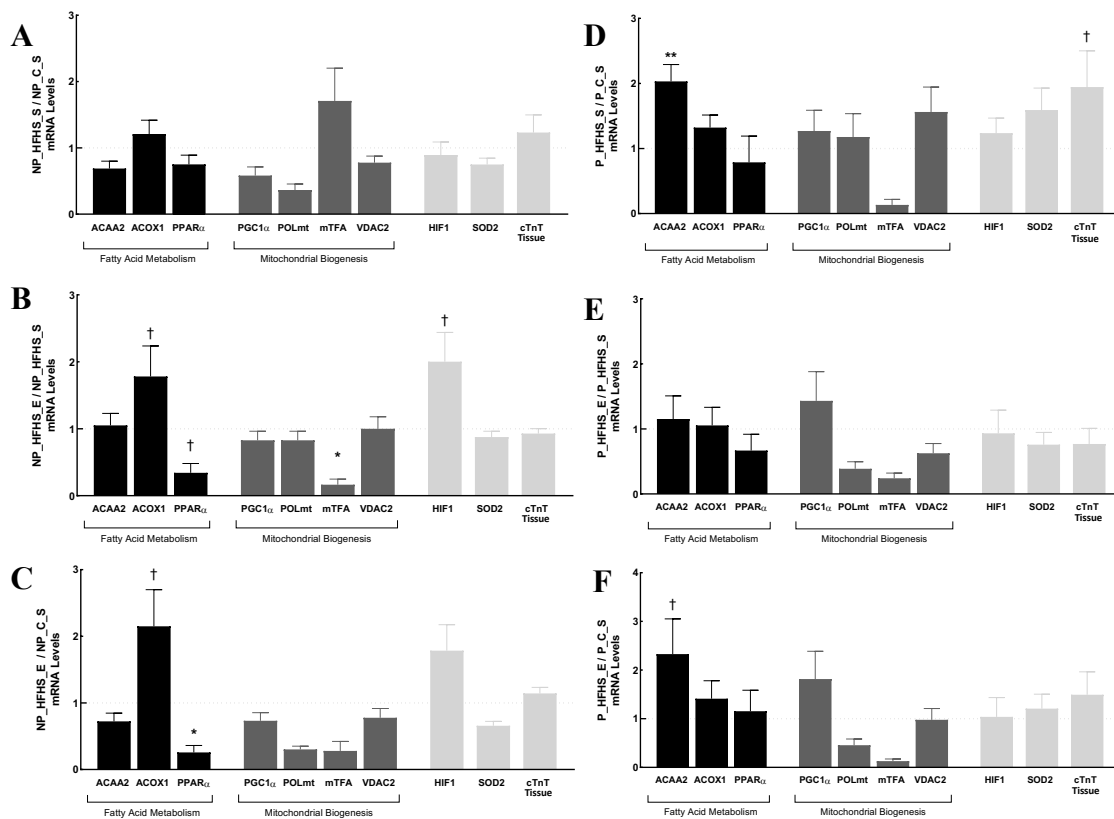 A
NP_HFHS_S / NP_C_S
mRNA Levels
3
2
1
0
ACAA2 ACOX1 PPARα PGC1α POLmt mTFA VDAC2 HIF1 SOD2 cTnT
Tissue
Fatty Acid Metabolism Mitochondrial Biogenesis
B
NP_HFHS_E / NP_HFHS_S
mRNA Levels
3
2
1
0
† † * †
ACAA2 ACOX1 PPARα PGC1α POLmt mTFA VDAC2 HIF1 SOD2 cTnT
Tissue
Fatty Acid Metabolism Mitochondrial Biogenesis
C
NP_HFHS_E / NP_C_S
mRNA Levels
3
2
1
0
† *
ACAA2 ACOX1 PPARα PGC1α POLmt mTFA VDAC2 HIF1 SOD2 cTnT
Tissue
Fatty Acid Metabolism Mitochondrial Biogenesis
D
P_HFHS_S / P_C_S
mRNA Levels
3
2
1
0
** †
ACAA2 ACOX1 PPARα PGC1α POLmt mTFA VDAC2 HIF1 SOD2 cTnT
Tissue
Fatty Acid Metabolism Mitochondrial Biogenesis
E
P_HFHS_E / P_HFHS_S
mRNA Levels
3
2
1
0
ACAA2 ACOX1 PPARα PGC1α POLmt mTFA VDAC2 HIF1 SOD2 cTnT
Tissue
Fatty Acid Metabolism Mitochondrial Biogenesis
F
P_HFHS_E / P_C_S
mRNA Levels
4
3
2
1
0
†
ACAA2 ACOX1 PPARα PGC1α POLmt mTFA VDAC2 HIF1 SOD2 cTnT
Tissue
Fatty Acid Metabolism Mitochondrial Biogenesis